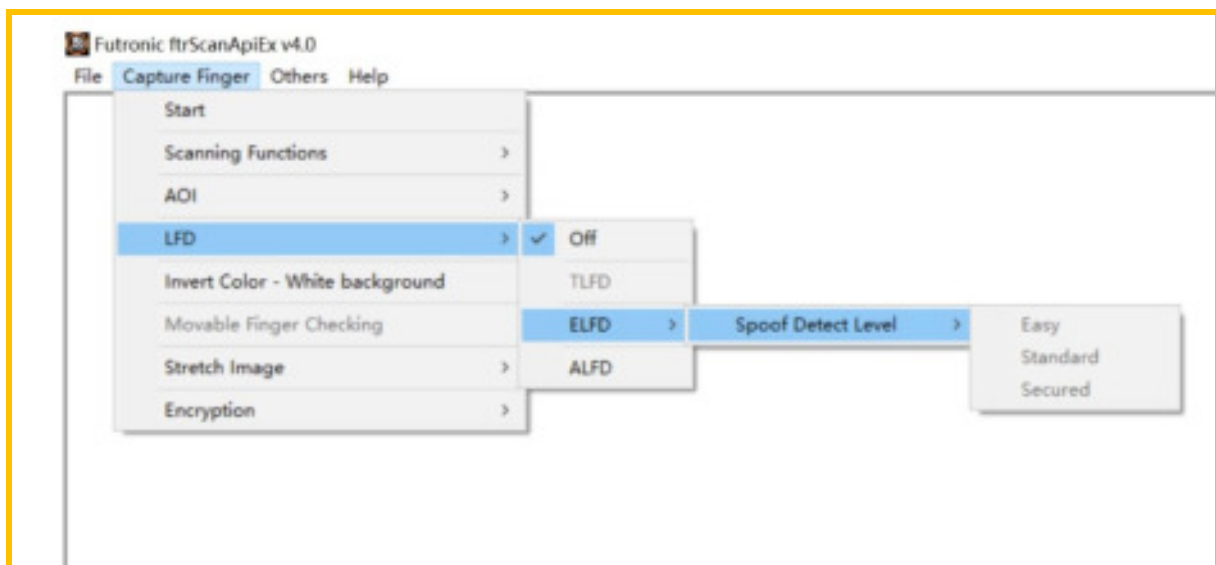 Futronic ftrScanApiEx v4.0
File Capture Finger Others Help
Start
Scanning Functions
AOI
LFD
Invert Color - White background
Movable Finger Checking
Stretch Image
Encryption
Off
TLFD
ELFD
ALFD
Spoof Detect Level
Easy
Standard
Secured